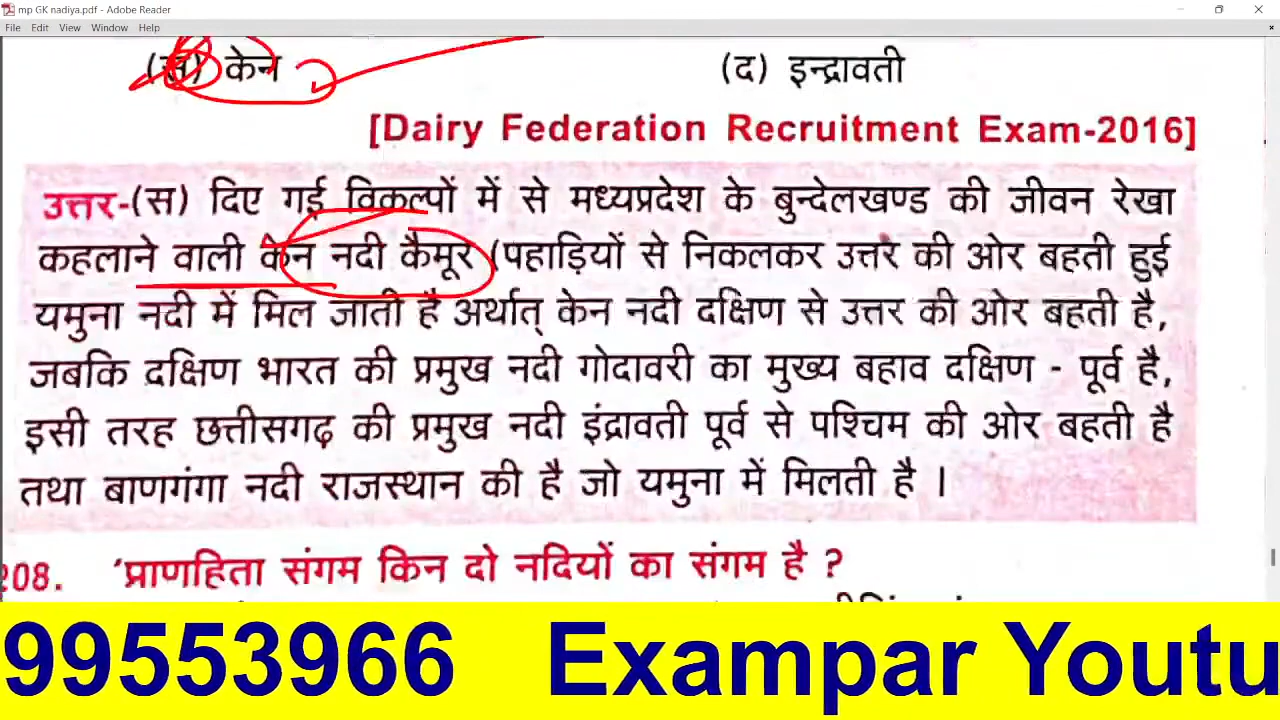 mp GK nadiya.pdf - Adobe Reader
File Edit View Window Help
(स) केन (द) इन्द्रावती
[Dairy Federation Recruitment Exam-2016]
उत्तर-(स) दिए गई विकल्पों में से मध्यप्रदेश के बुन्देलखण्ड की जीवन रेखा
कहलाने वाली केन नदी कैमूर (पहाड़ियों से निकलकर उत्तर की ओर बहती हुई
यमुना नदी में मिल जाती है अर्थात् केन नदी दक्षिण से उत्तर की ओर बहती है,
जबकि दक्षिण भारत की प्रमुख नदी गोदावरी का मुख्य बहाव दक्षिण - पूर्व है,
इसी तरह छत्तीसगढ़ की प्रमुख नदी इंद्रावती पूर्व से पश्चिम की ओर बहती है
तथा बाणगंगा नदी राजस्थान की है जो यमुना में मिलती है ।
208. 'प्राणहिता संगम किन दो नदियों का संगम है ?
99553966 Exampar Youtu